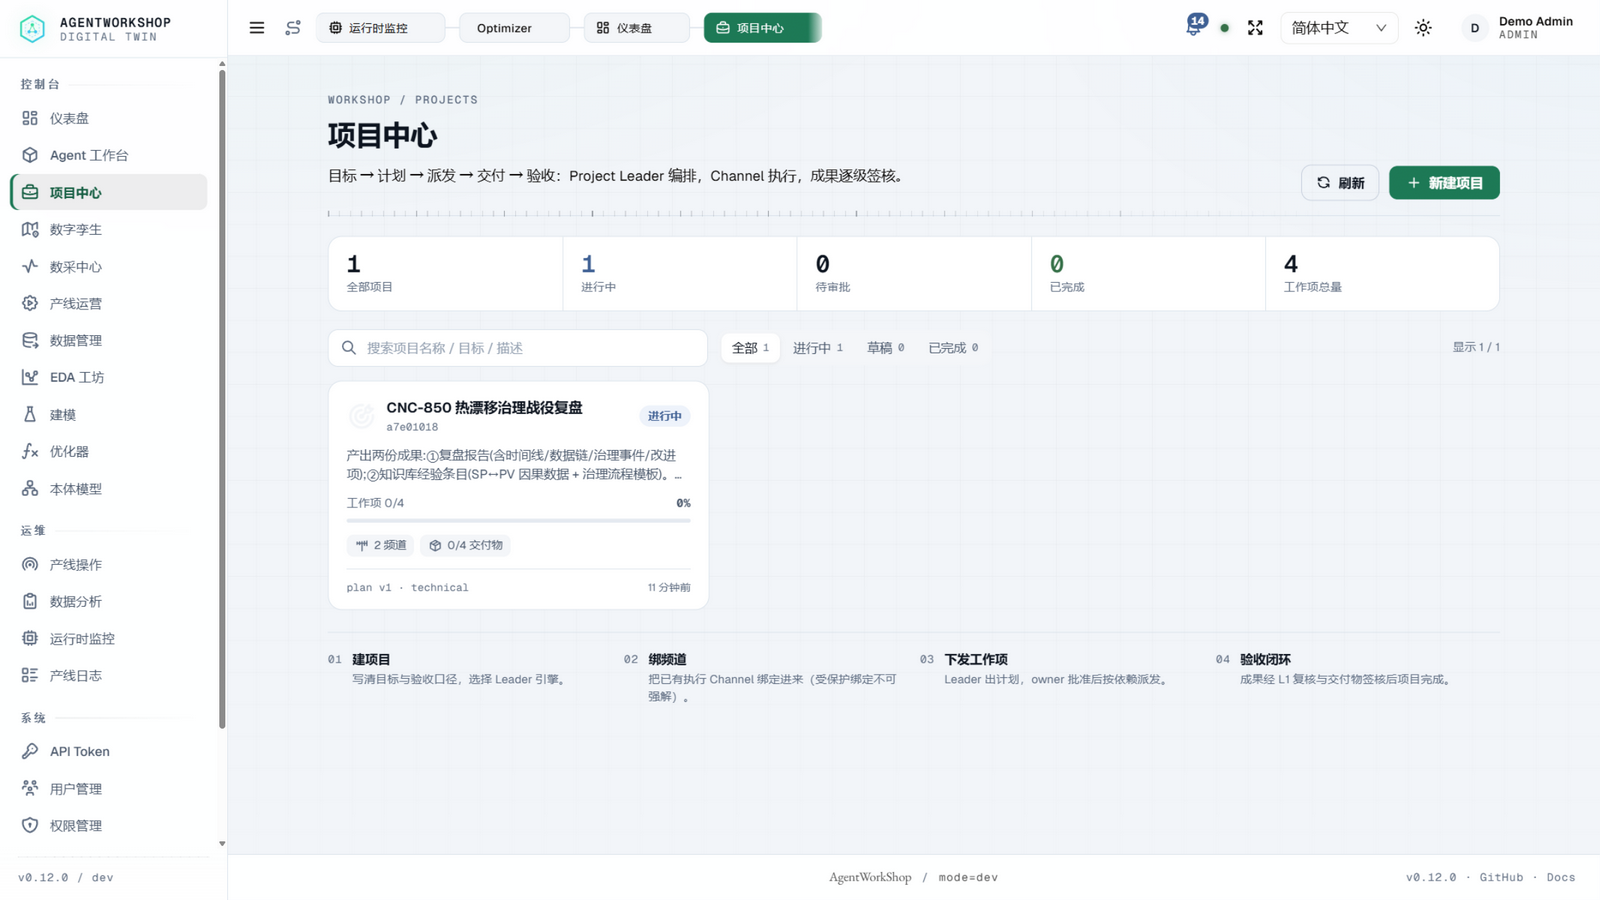 AGENTWORKSHOP
DIGITAL TWIN
运行时监控
Optimizer
仪表盘
项目中心
14
简体中文
D
Demo Admin
ADMIN
控制台
仪表盘
Agent 工作台
项目中心
数字孪生
数采中心
产线运营
数据管理
EDA 工坊
建模
优化器
本体模型
运维
产线操作
数据分析
运行时监控
产线日志
系统
API Token
用户管理
权限管理
v0.12.0 / dev
WORKSHOP / PROJECTS
项目中心
目标 → 计划 → 派发 → 交付 → 验收：Project Leader 编排，Channel 执行，成果逐级签核。
刷新
+ 新建项目
1
全部项目
1
进行中
0
待审批
0
已完成
4
工作项总量
搜索项目名称 / 目标 / 描述
全部 1
进行中 1
草稿 0
已完成 0
显示 1 / 1
CNC-850 热漂移治理战役复盘
a7e01018
进行中
产出两份成果:①复盘报告(含时间线/数据链/治理事件/改进
项);②知识库经验条目(SP↔PV 因果数据 + 治理流程模板)。...
工作项 0/4
0%
2 频道
0/4 交付物
plan v1 · technical
11 分钟前
01 建项目
写清目标与验收口径，选择 Leader 引擎。
02 绑频道
把已有执行 Channel 绑定进来（受保护绑定不可
强解）。
03 下发工作项
Leader 出计划，owner 批准后按依赖派发。
04 验收闭环
成果经 L1 复核与交付物签核后项目完成。
AgentWorkShop / mode=dev
v0.12.0 · GitHub · Docs